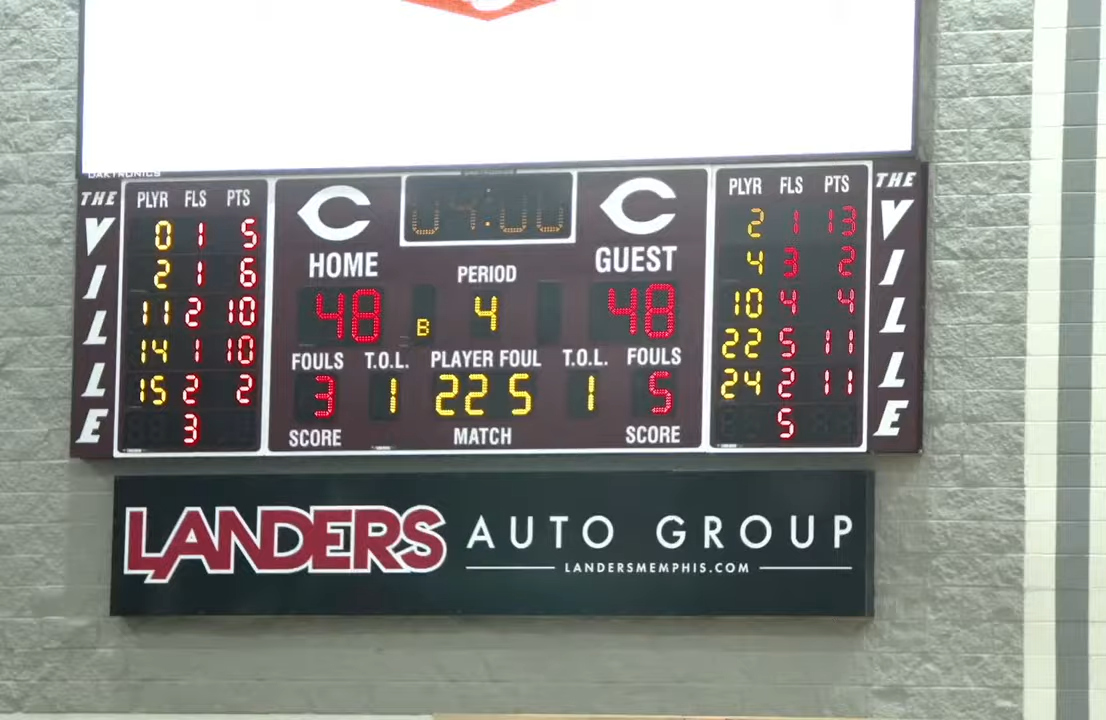 DAKTRONICS
THE VILLE
PLYR FLS PTS
0 1 5
2 1 6
11 2 10
14 1 10
15 2 2
3
C
04:00
C
HOME
PERIOD
GUEST
48 B 4 48
FOULS T.O.L. PLAYER FOUL T.O.L. FOULS
3 1 22 5 1 5
SCORE MATCH SCORE
PLYR FLS PTS
2 1 13
4 3 2
10 4 4
22 5 11
24 2 11
5
THE VILLE
LANDERS AUTO GROUP
LANDERSMEMPHIS.COM